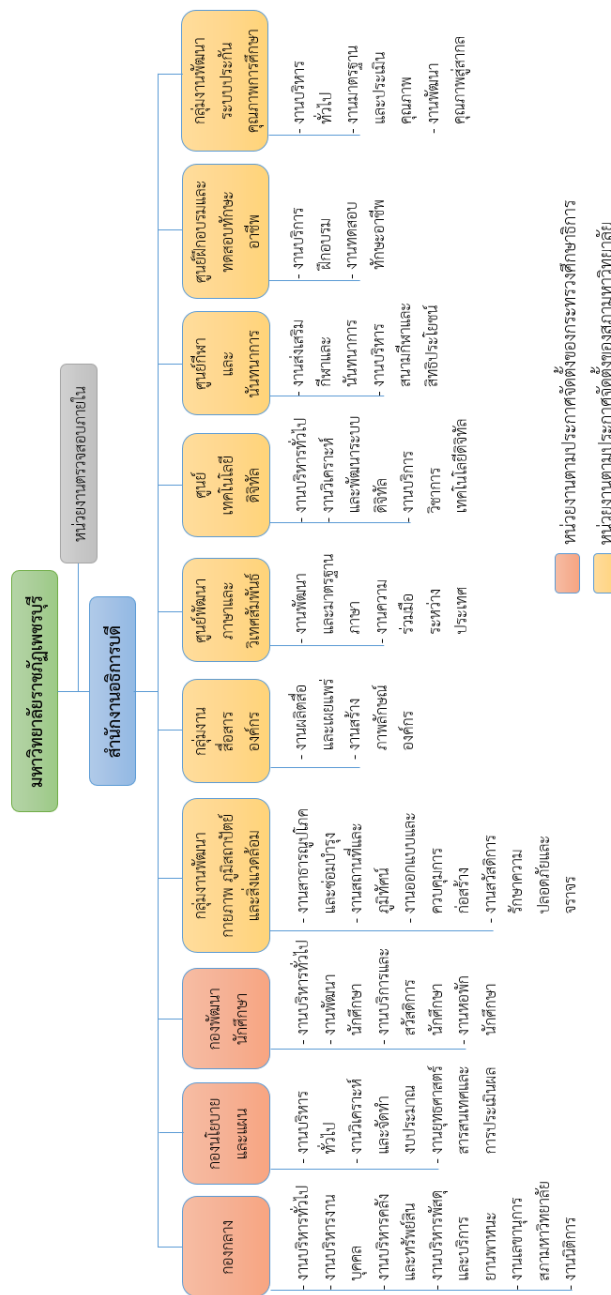 มหาวิทยาลัยราชภัฏเพชรบุรี
หน่วยงานตรวจสอบภายใน
สำนักงานอธิการบดี
กองกลาง
- งานบริหารทั่วไป
- งานบริหารงาน
บุคคล
- งานบริหารคลัง
และทรัพย์สิน
- งานบริหารพัสดุ
และบริการ
ยานพาหนะ
- งานเลขานุการ
สภามหาวิทยาลัย
- งานนิติการ
กองนโยบาย
และแผน
- งานบริหาร
ทั่วไป
- งานวิเคราะห์
และจัดทำ
งบประมาณ
- งานยุทธศาสตร์
สารสนเทศและ
การประเมินผล
กองพัฒนา
นักศึกษา
- งานบริหารทั่วไป
- งานพัฒนา
นักศึกษา
- งานบริการและ
สวัสดิการ
นักศึกษา
- งานหอพัก
นักศึกษา
กลุ่มงานพัฒนา
กายภาพ ภูมิสถาปัตย์
และสิ่งแวดล้อม
- งานสาธารณูปโภค
และซ่อมบำรุง
- งานสถานที่และ
ภูมิทัศน์
- งานออกแบบและ
ควบคุมการ
ก่อสร้าง
- งานสวัสดิการ
รักษาความ
ปลอดภัยและ
จราจร
กลุ่มงาน
สื่อสาร
องค์กร
- งานผลิตสื่อ
และเผยแพร่
- งานสร้าง
ภาพลักษณ์
องค์กร
ศูนย์พัฒนา
ภาษาและ
วิเทศสัมพันธ์
- งานพัฒนา
และมาตรฐาน
ภาษา
- งานความ
ร่วมมือ
ระหว่าง
ประเทศ
ศูนย์
เทคโนโลยี
ดิจิทัล
- งานบริหารทั่วไป
- งานวิเคราะห์
และพัฒนาระบบ
ดิจิทัล
- งานบริการ
วิชาการ
เทคโนโลยีดิจิทัล
ศูนย์กีฬา
และ
นันทนาการ
- งานส่งเสริม
กีฬาและ
นันทนาการ
- งานบริหาร
สนามกีฬาและ
สิทธิประโยชน์
ศูนย์ฝึกอบรมและ
ทดสอบทักษะ
อาชีพ
- งานบริการ
ฝึกอบรม
- งานทดสอบ
ทักษะอาชีพ
กลุ่มงานพัฒนา
ระบบประกัน
คุณภาพการศึกษา
- งานบริหาร
ทั่วไป
- งานมาตรฐาน
และประเมิน
คุณภาพ
- งานพัฒนา
คุณภาพสู่สากล
หน่วยงานตามประกาศจัดตั้งของกระทรวงศึกษาธิการ
หน่วยงานตามประกาศจัดตั้งของสภามหาวิทยาลัย